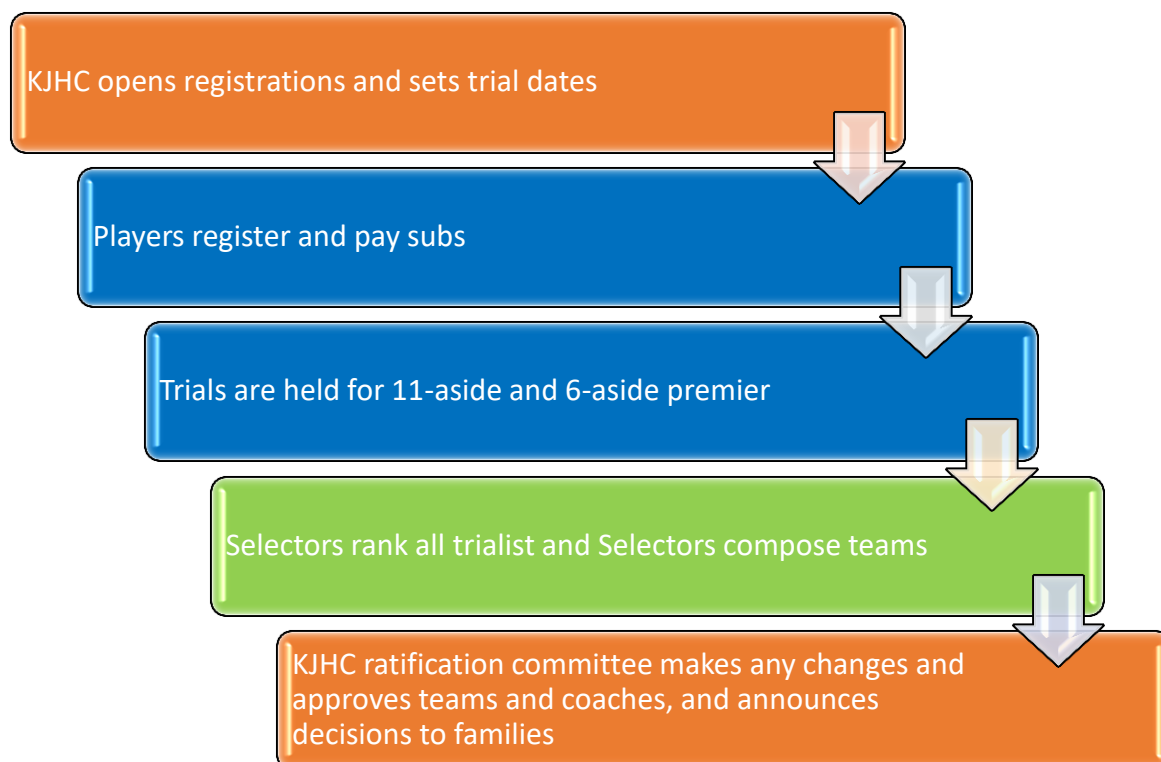 KJHC opens registrations and sets trial dates
Players register and pay subs
Trials are held for 11-aside and 6-aside premier
Selectors rank all trialist and Selectors compose teams
KJHC ratification committee makes any changes and
approves teams and coaches, and announces
decisions to families